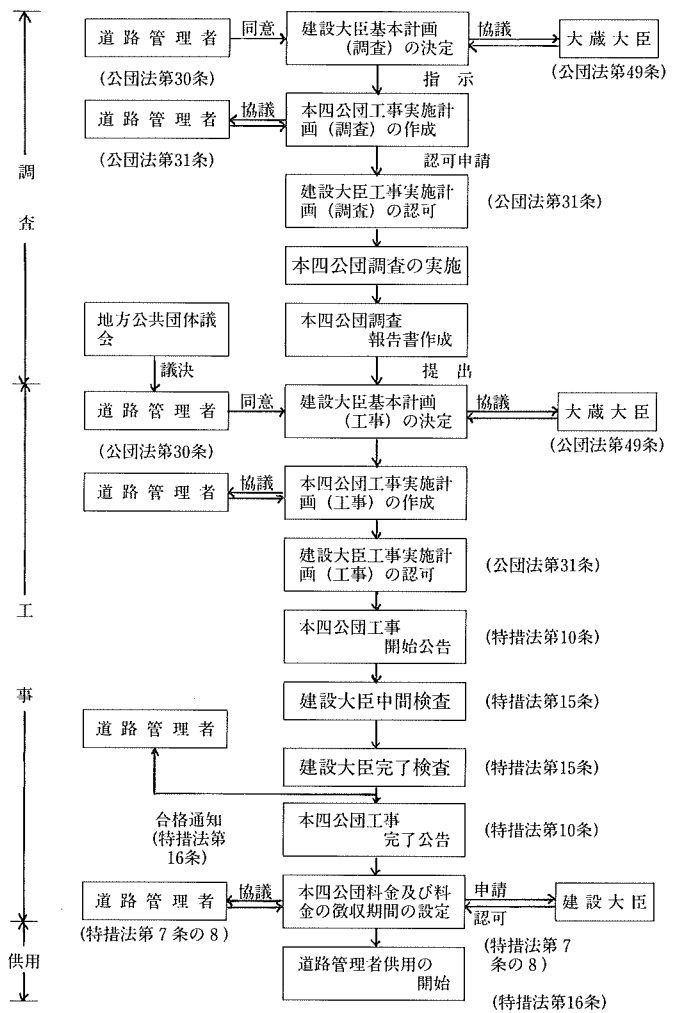 道路管理者
同意
建設大臣基本計画
(調査)の決定
協議
大蔵大臣
(公団法第30条)
指示
(公団法第49条)
道路管理者
協議
本四公団工事実施計
画(調査)の作成
(公団法第31条)
認可申請
調
査
建設大臣工事実施計
画(調査)の認可
(公団法第31条)
本四公団調査の実施
地方公共団体議
会
本四公団調査
報告書作成
議決
提出
道路管理者
同意
建設大臣基本計画
(工事)の決定
協議
大蔵大臣
(公団法第30条)
(公団法第49条)
道路管理者
協議
本四公団工事実施計
画(工事)の作成
建設大臣工事実施計
画(工事)の認可
(公団法第31条)
工
事
本四公団工事
開始公告
(特措法第10条)
建設大臣中間検査
(特措法第15条)
道路管理者
建設大臣完了検査
(特措法第15条)
合格通知
(特措法第
16条)
本四公団工事
完了公告
(特措法第10条)
道路管理者
協議
本四公団料金及び料
金の徴収期間の設定
申請
認可
建設大臣
(特措法第7条の8)
(特措法第7
条の8)
供用
道路管理者供用の
開始
(特措法第16条)